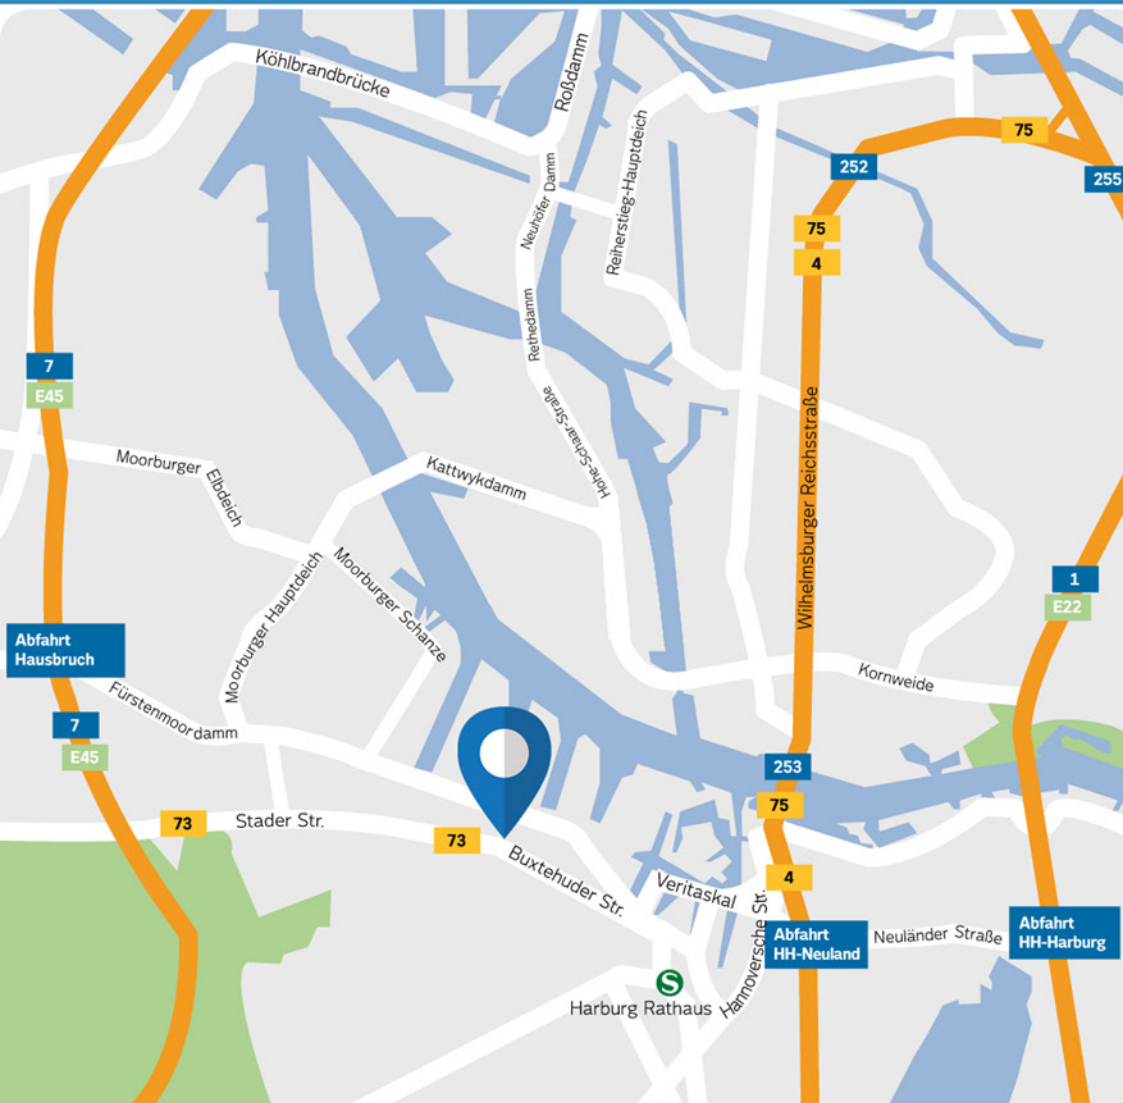 Köhlbrandbrücke
Roßdamm
Reiherstieg-Hauptdeich
Neuhöfer Damm
75
252
255
75
4
Rethedamm
7
E45
Hohe-Schaar-Straße
Wilhelmsburger Reichsstraße
Moorburger
Elbdeich
Kattwykdamm
Moorburger Hauptdeich
Moorburger Schanze
1
E22
Abfahrt
Hausbruch
Fürstenmoordamm
Kornweide
7
E45
253
75
73
Stader Str.
73
Buxtehuder Str.
Veritaskal
4
Hannoversche Str.
Abfahrt
HH-Neuland
Neuländer Straße
Abfahrt
HH-Harburg
S
Harburg Rathaus